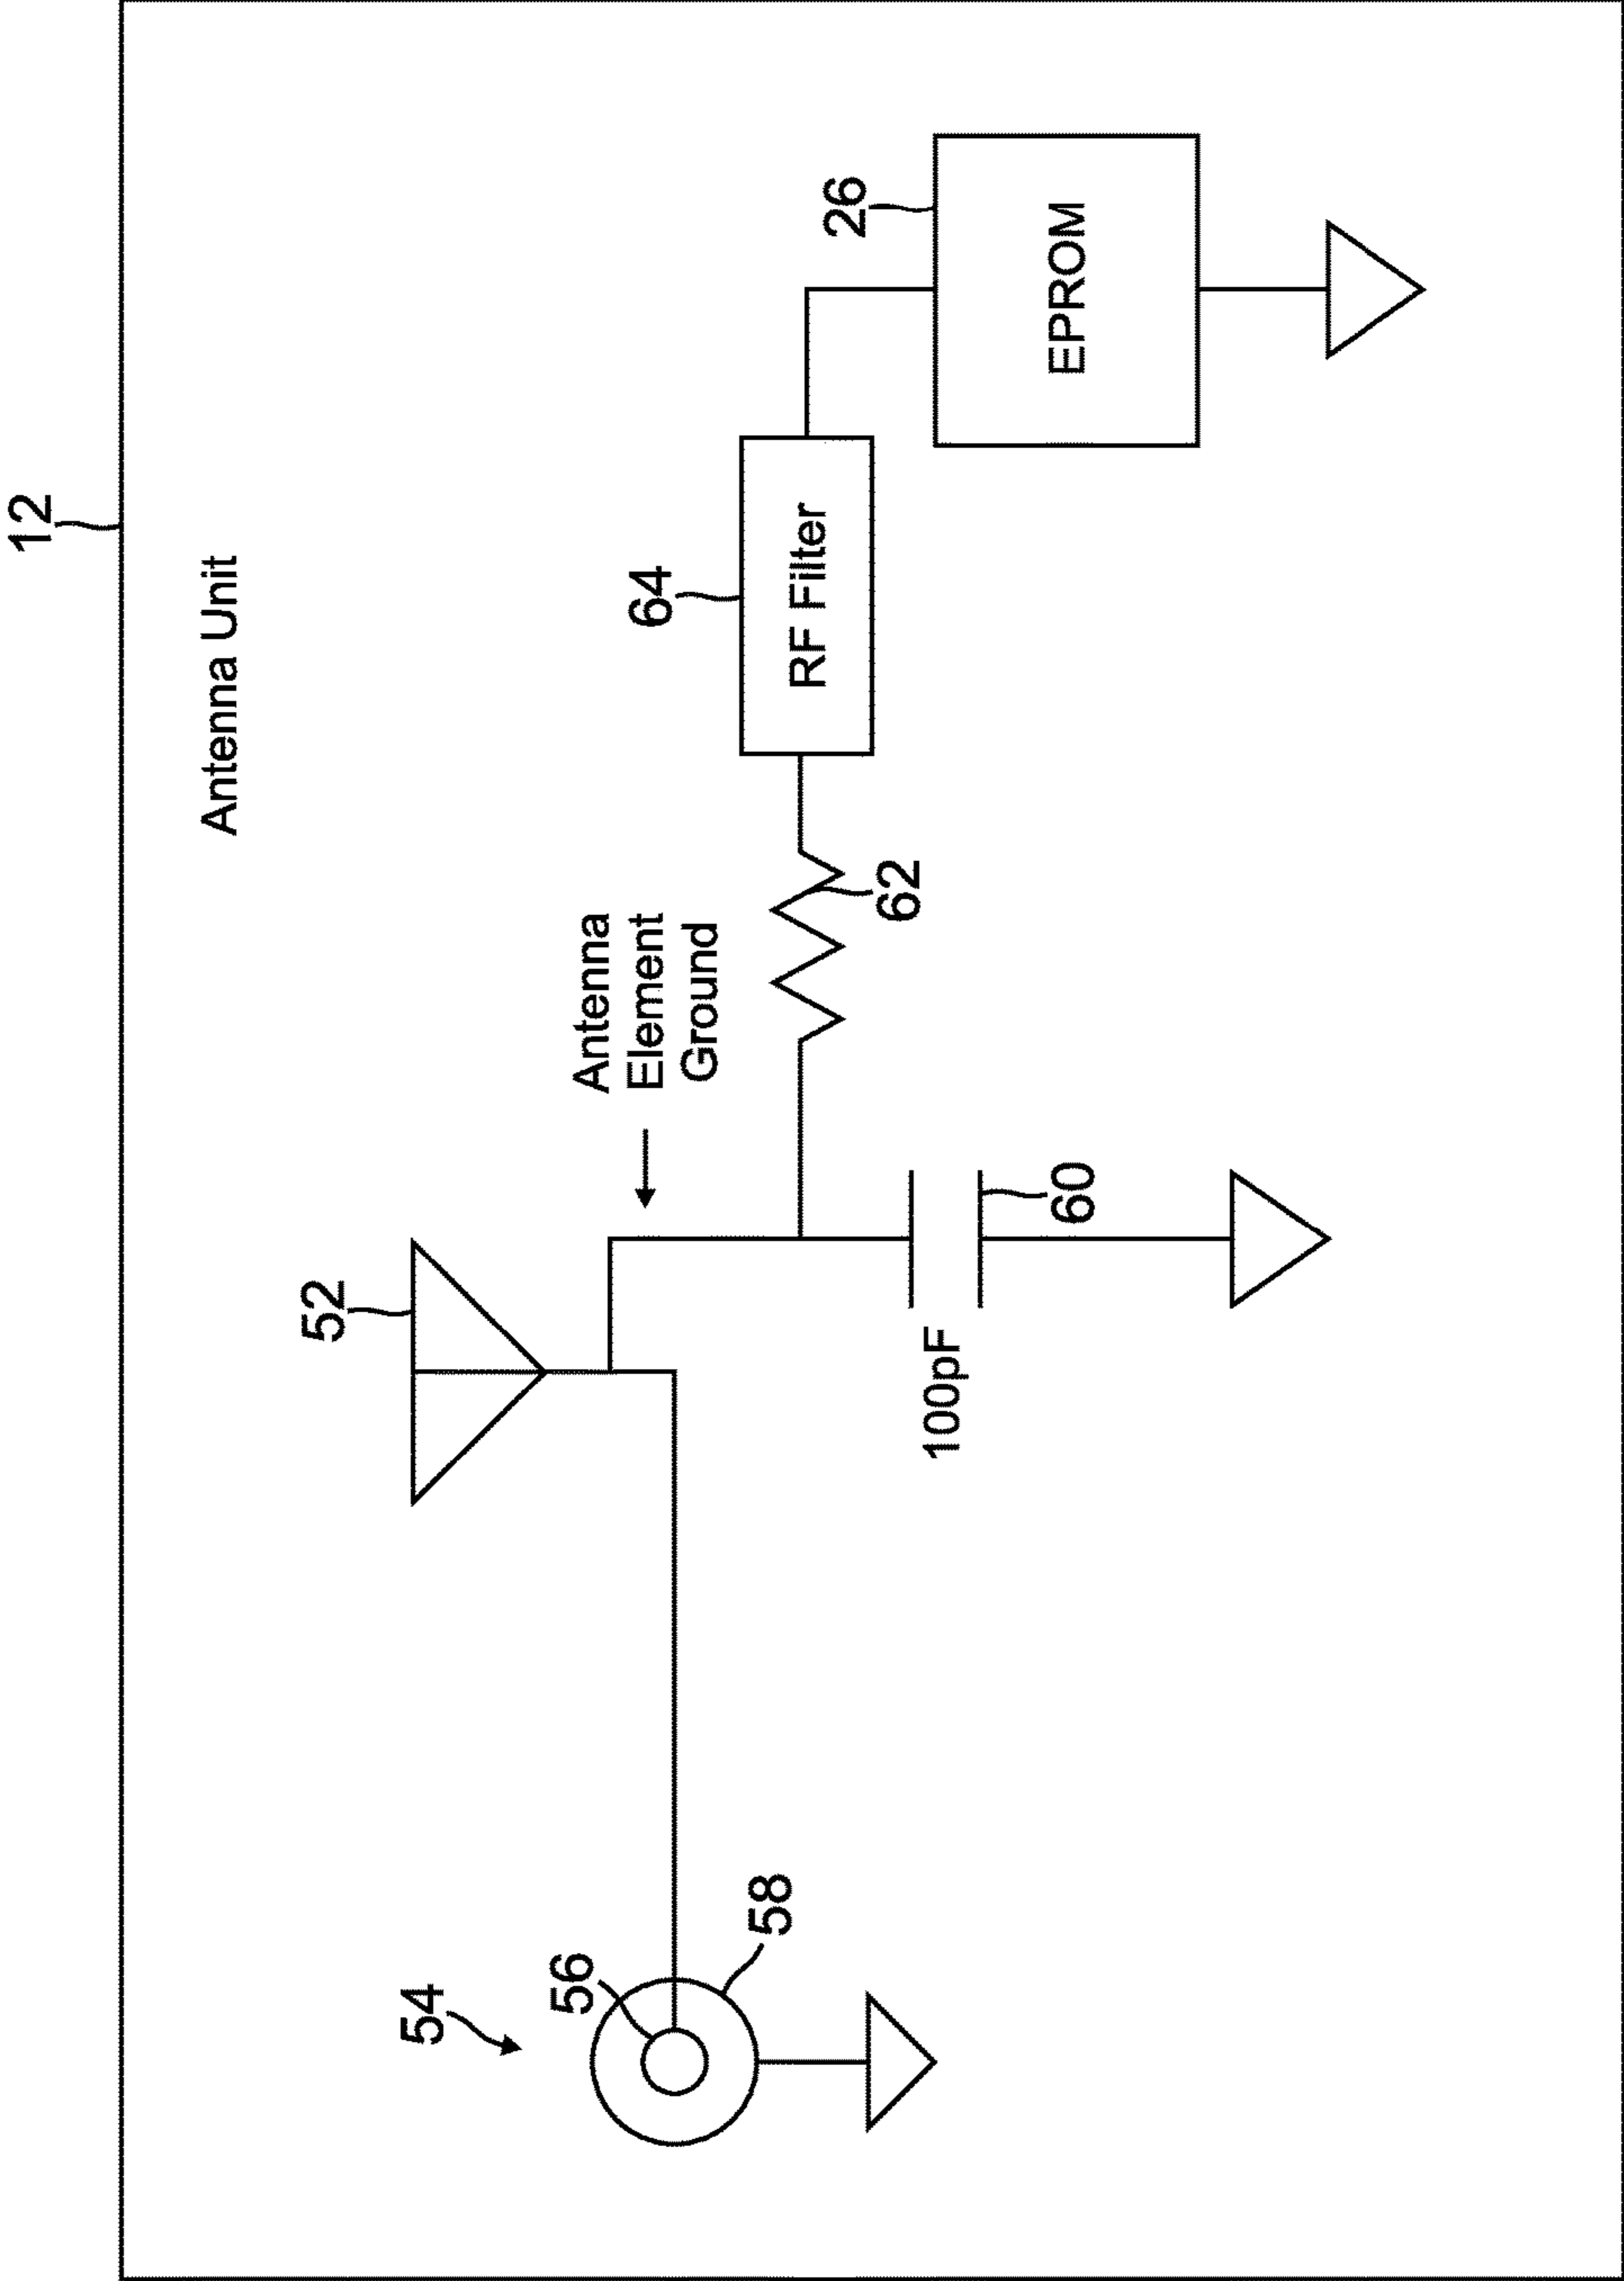 12
Antenna Unit
52
Antenna
Element
Ground
64
RF Filter
26
EPROM
62
54
56
58
100pF
60